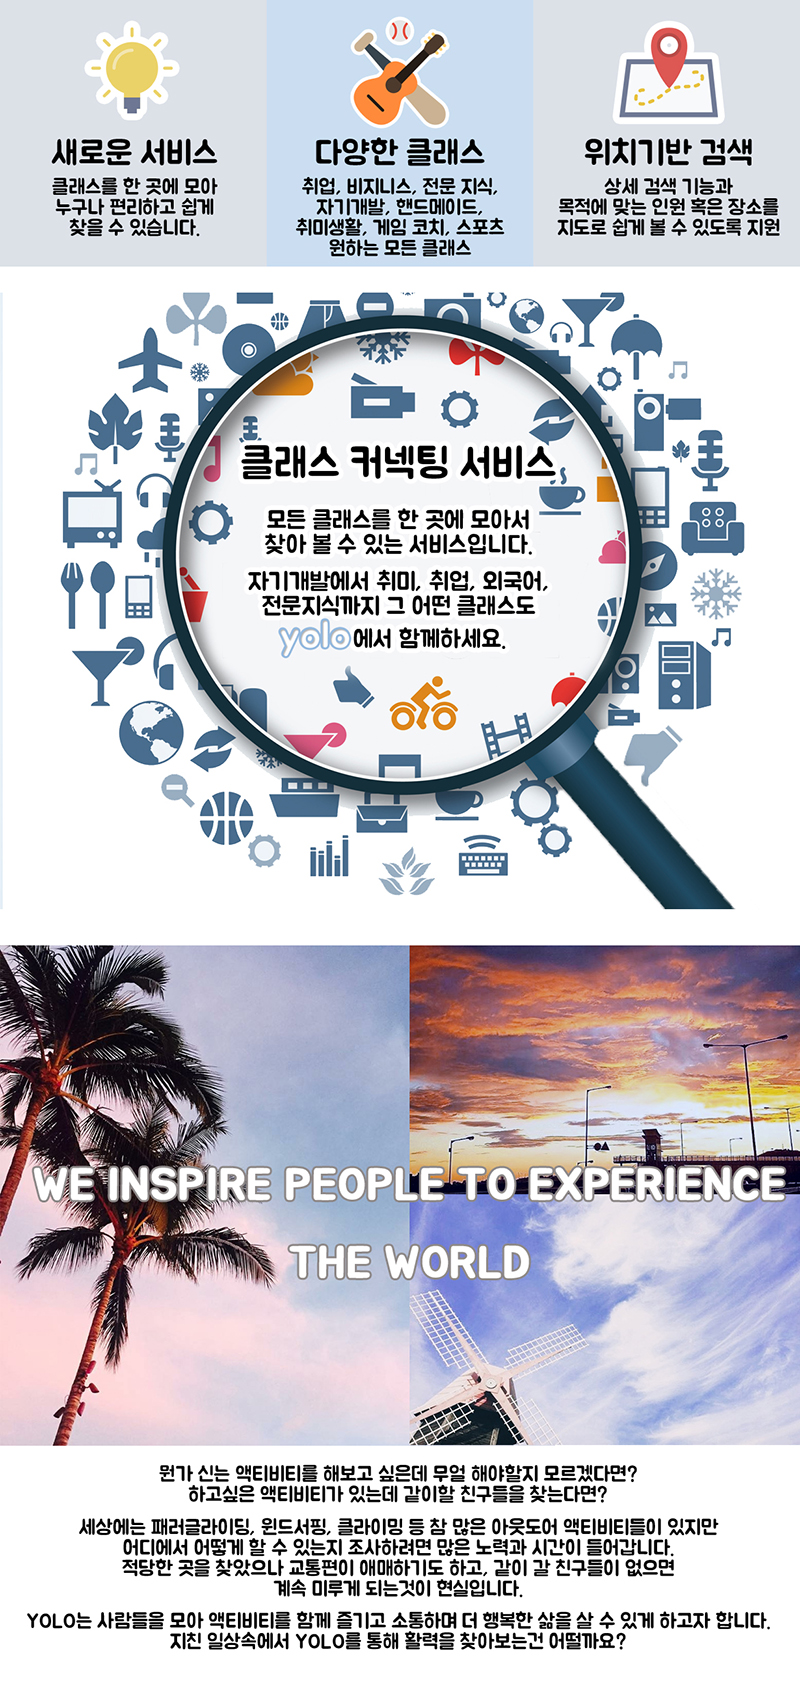 새로운 서비스
클래스를 한 곳에 모아
누구나 편리하고 쉽게
찾을 수 있습니다.
다양한 클래스
취업, 비지니스, 전문 지식,
자기개발, 핸드메이드,
취미생활, 게임 코치, 스포츠
원하는 모든 클래스
위치기반 검색
상세 검색 기능과
목적에 맞는 인원 혹은 장소를
지도로 쉽게 볼 수 있도록 지원
클래스 커넥팅 서비스
모든 클래스를 한 곳에 모아서
찾아 볼 수 있는 서비스입니다.
자기개발에서 취미, 취업, 외국어,
전문지식까지 그 어떤 클래스도
yolo에서 함께하세요.
WE INSPIRE PEOPLE TO EXPERIENCE
THE WORLD
뭔가 신는 액티비티를 해보고 싶은데 무얼 해야할지 모르겠다면?
하고싶은 액티비티가 있는데 같이할 친구들을 찾는다면?
세상에는 패러글라이딩, 윈드서핑, 클라이밍 등 참 많은 아웃도어 액티비티들이 있지만
어디에서 어떻게 할 수 있는지 조사하려면 많은 노력과 시간이 들어갑니다.
적당한 곳을 찾았으나 교통편이 애매하기도 하고, 같이 갈 친구들이 없으면
계속 미루게 되는것이 현실입니다.
YOLO는 사람들을 모아 액티비티를 함께 즐기고 소통하며 더 행복한 삶을 살 수 있게 하고자 합니다.
지친 일상속에서 YOLO를 통해 활력을 찾아보는건 어떨까요?